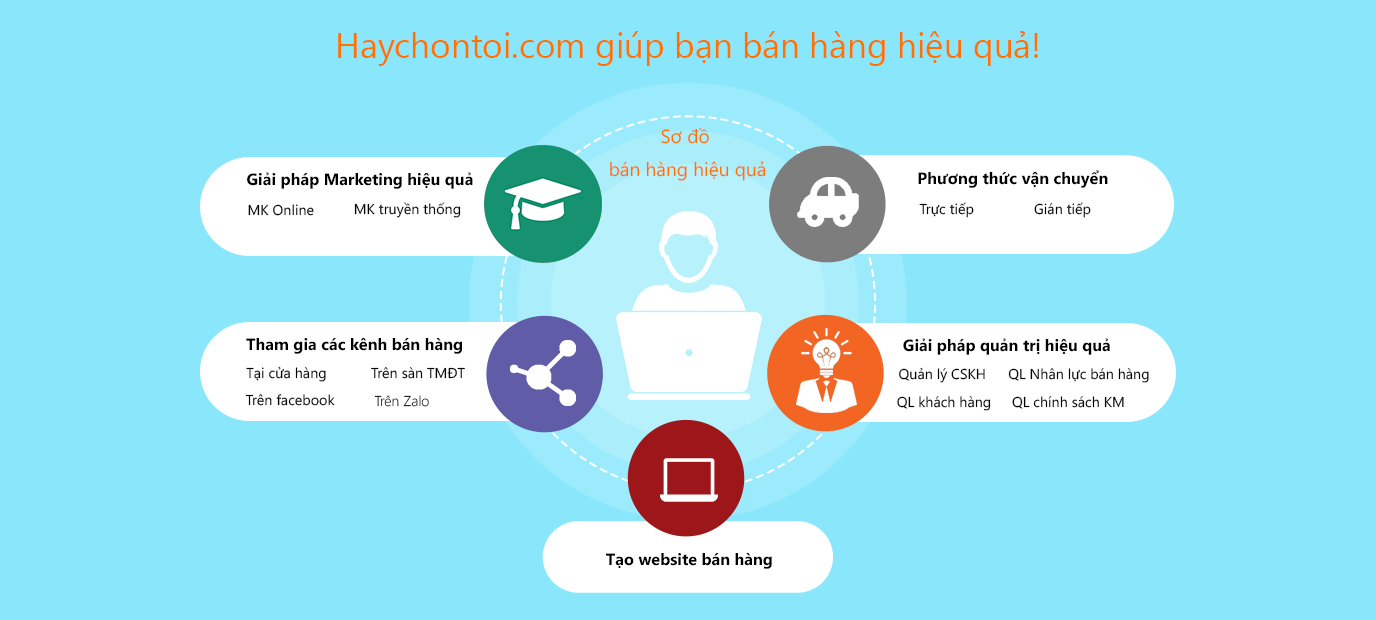 Haychontoi.com giúp bạn bán hàng hiệu quả!
Sơ đồ
bán hàng hiệu quả
Giải pháp Marketing hiệu quả
MK Online MK truyền thống
Phương thức vận chuyển
Trực tiếp Gián tiếp
Tham gia các kênh bán hàng
Tại cửa hàng Trên sàn TMĐT
Trên facebook Trên Zalo
Giải pháp quản trị hiệu quả
Quản lý CSKH QL Nhân lực bán hàng
QL khách hàng QL chính sách KM
Tạo website bán hàng